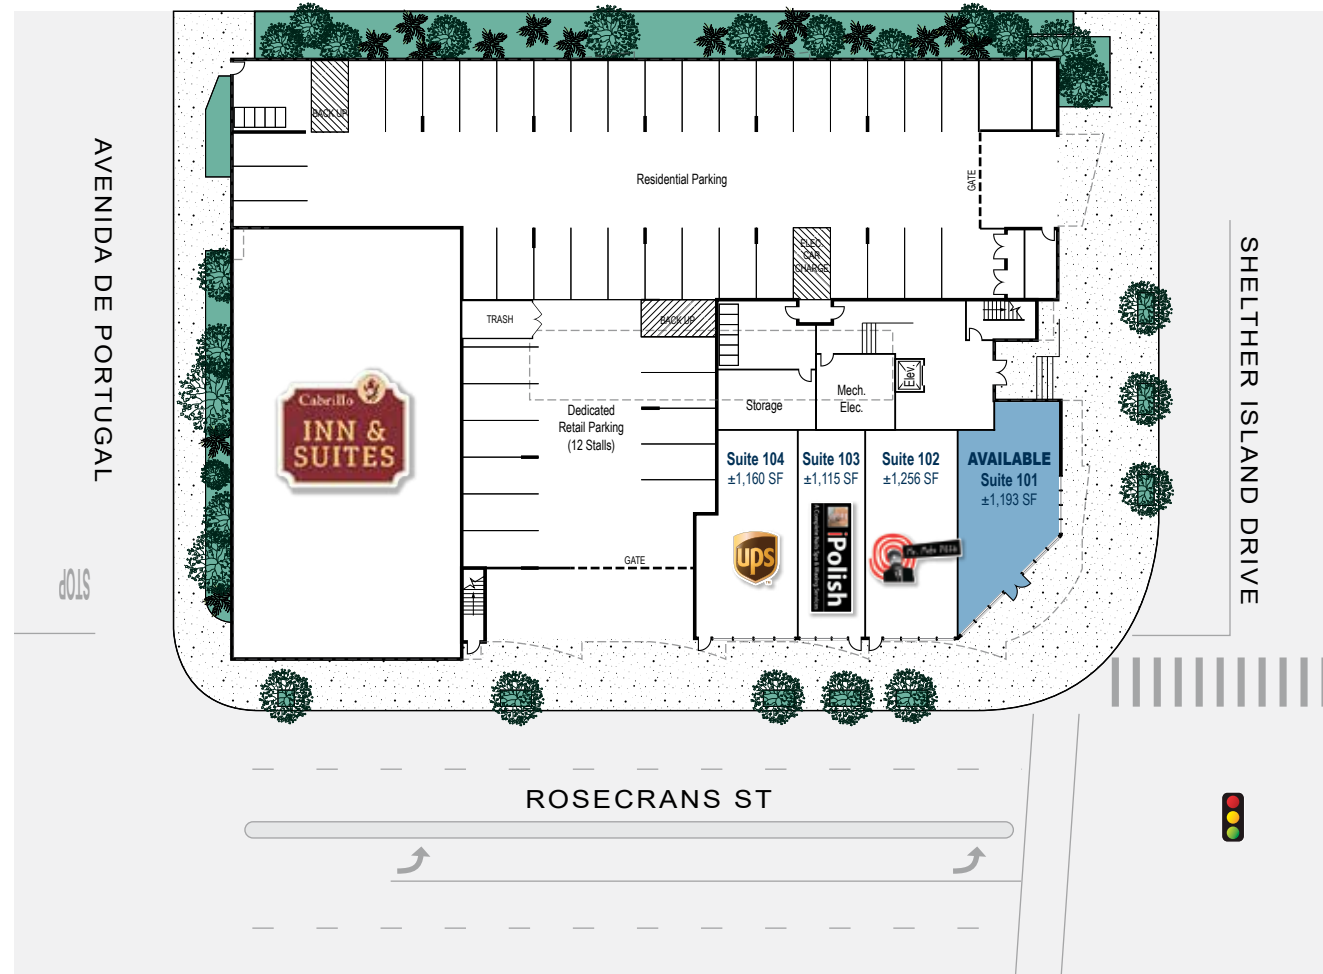 BACK UP
AVENIDA DE PORTUGAL
Residential Parking
GATE
SHELTHER ISLAND DRIVE
ELEC
CAR
CHARGE
TRASH
BACK UP
Elev.
Mech.
Elec.
Storage
Dedicated
Retail Parking
(12 Stalls)
Cabrillo
INN &
SUITES
Suite 104
±1,160 SF
Suite 103
±1,115 SF
Suite 102
±1,256 SF
AVAILABLE
Suite 101
±1,193 SF
ups
iPolish
GATE
STOP
ROSECRANS ST